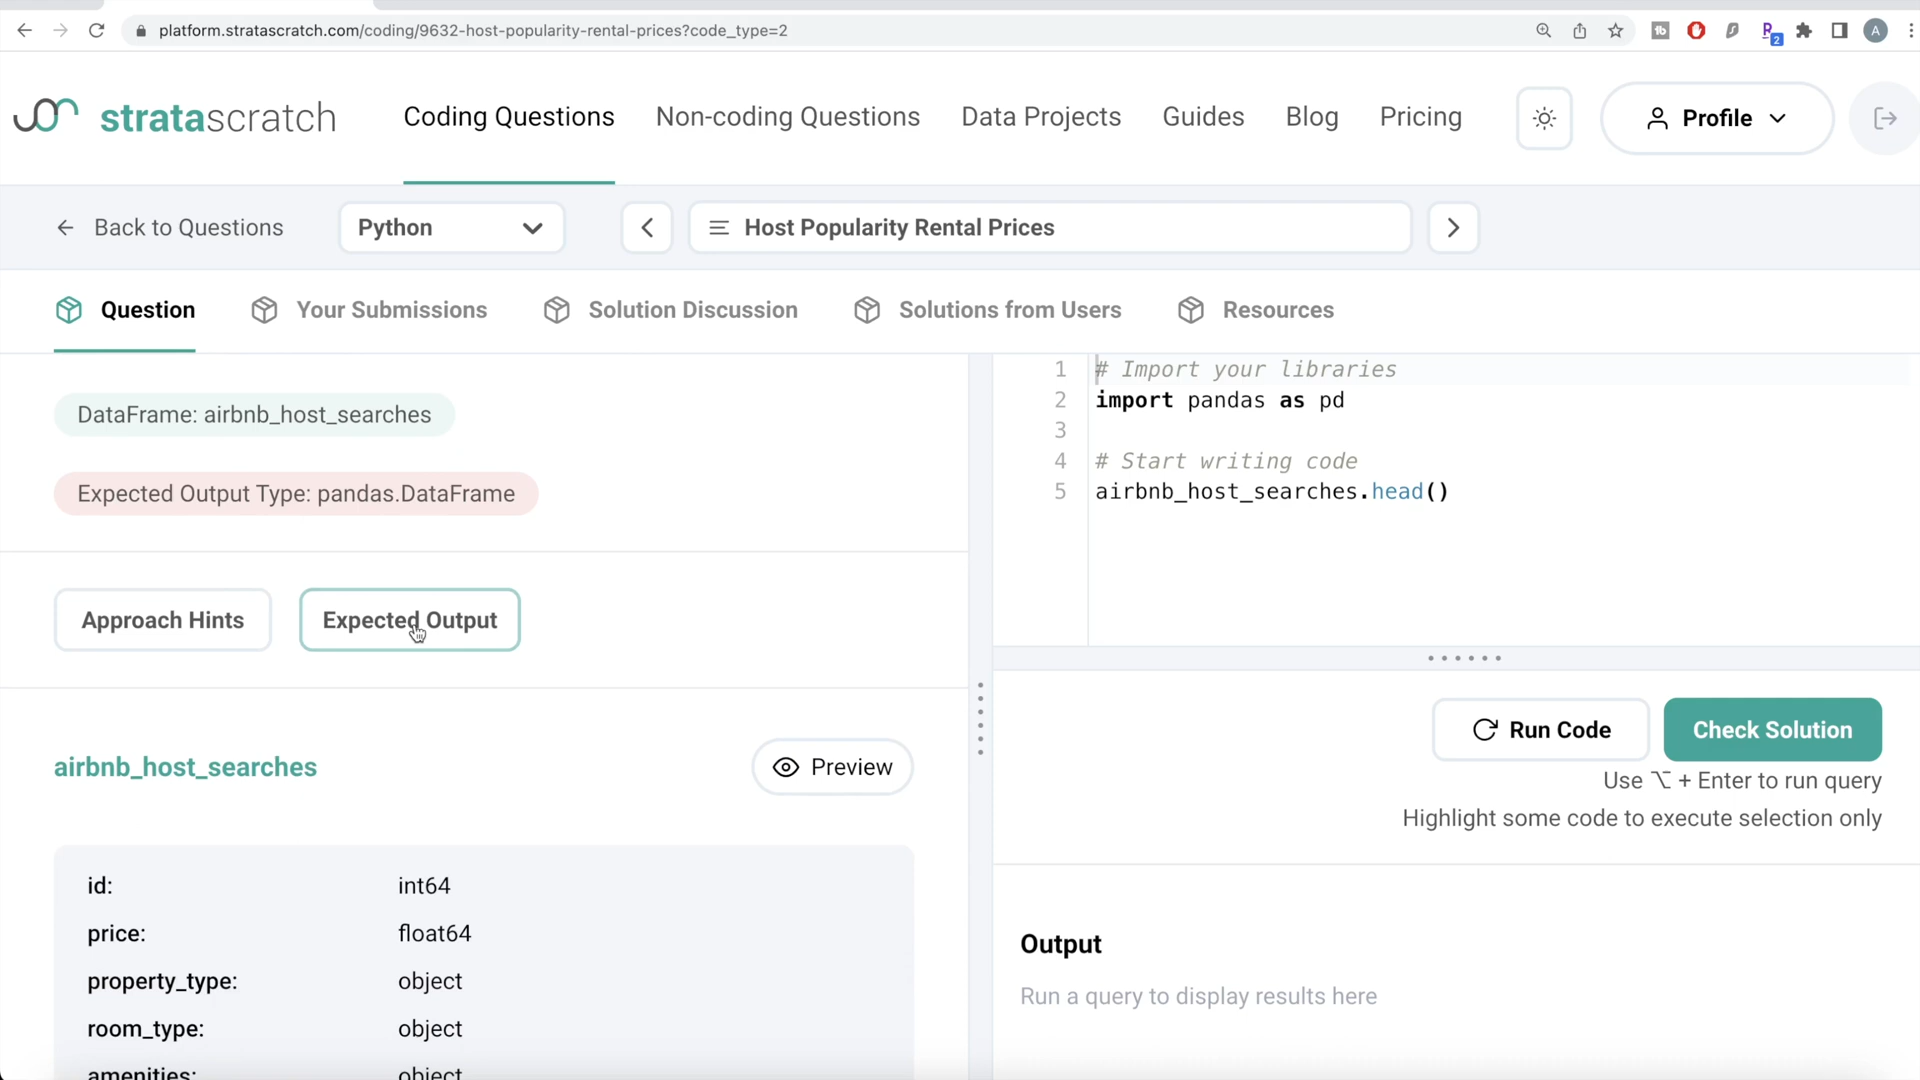 platform.stratascratch.com/coding/9632-host-popularity-rental-prices?code_type=2
tb
2
A
stratascratch
Coding Questions
Non-coding Questions
Data Projects
Guides
Blog
Pricing
Profile
Back to Questions
Python
Host Popularity Rental Prices
Question
Your Submissions
Solution Discussion
Solutions from Users
Resources
DataFrame: airbnb_host_searches
Expected Output Type: pandas.DataFrame
Approach Hints
Expected Output
airbnb_host_searches
Preview
id: int64
price: float64
property_type: object
room_type: object
amenities: object
1 # Import your libraries
2 import pandas as pd
3
4 # Start writing code
5 airbnb_host_searches.head()
Run Code
Check Solution
Use ⌥ + Enter to run query
Highlight some code to execute selection only
Output
Run a query to display results here